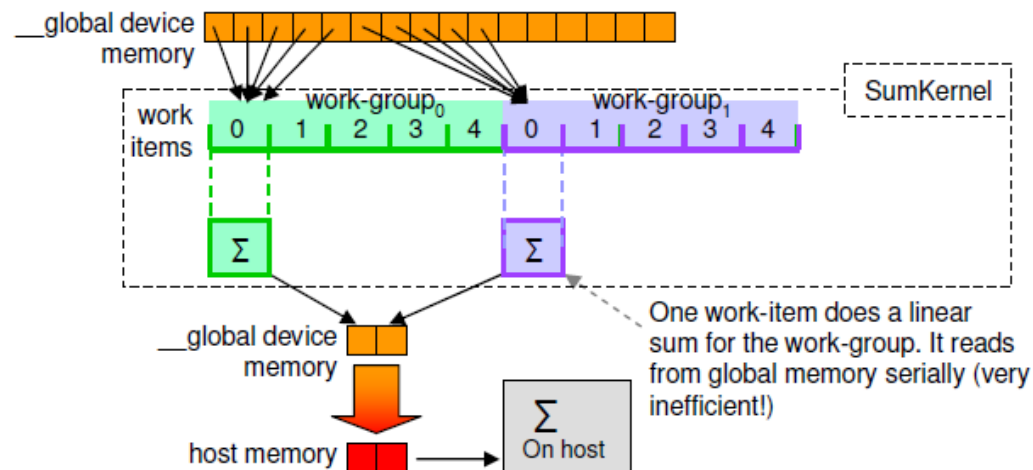 __global device
memory
SumKernel
work-group0
work-group1
work
items
0 1 2 3 4 0 1 2 3 4
Σ Σ
One work-item does a linear
sum for the work-group. It reads
from global memory serially (very
inefficient!)
__global device
memory
Σ
On host
host memory